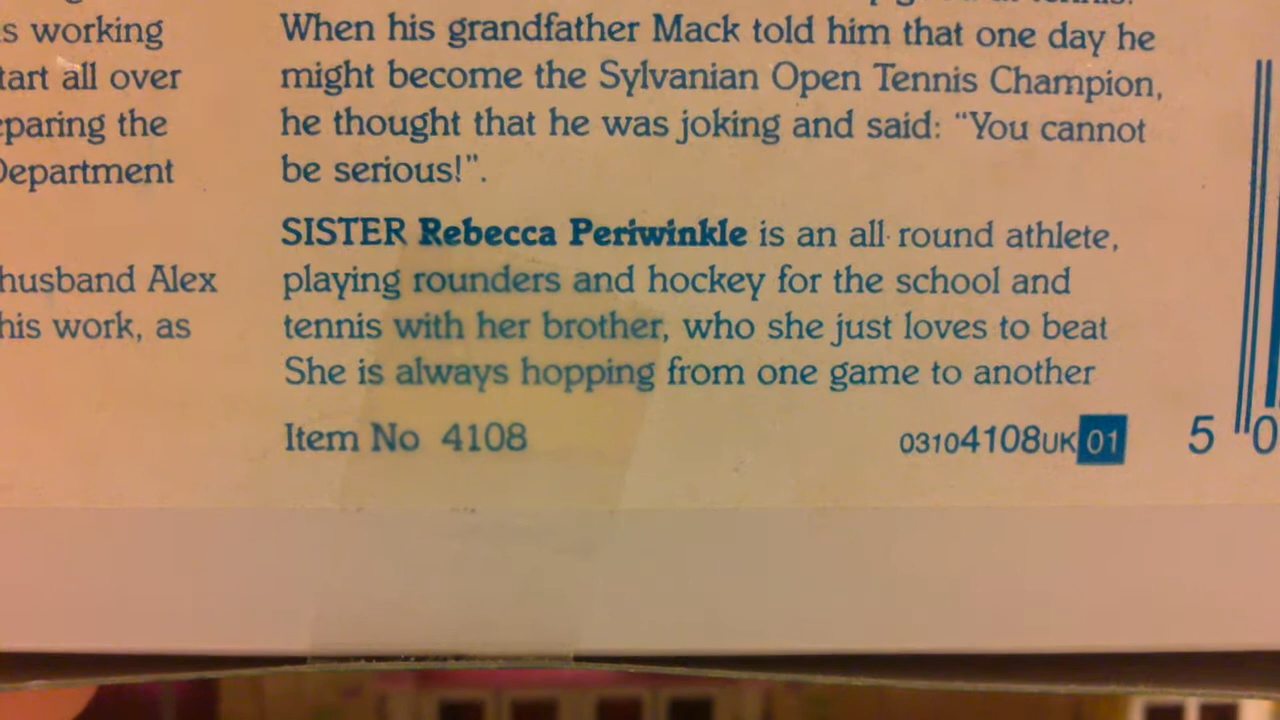 s working
tart all over
eparing the
Department
husband Alex
his work, as
When his grandfather Mack told him that one day he
might become the Sylvanian Open Tennis Champion,
he thought that he was joking and said: “You cannot
be serious!”.
SISTER Rebecca Periwinkle is an all round athlete,
playing rounders and hockey for the school and
tennis with her brother, who she just loves to beat
She is always hopping from one game to another
Item No 4108
03104108UK 01
5 0